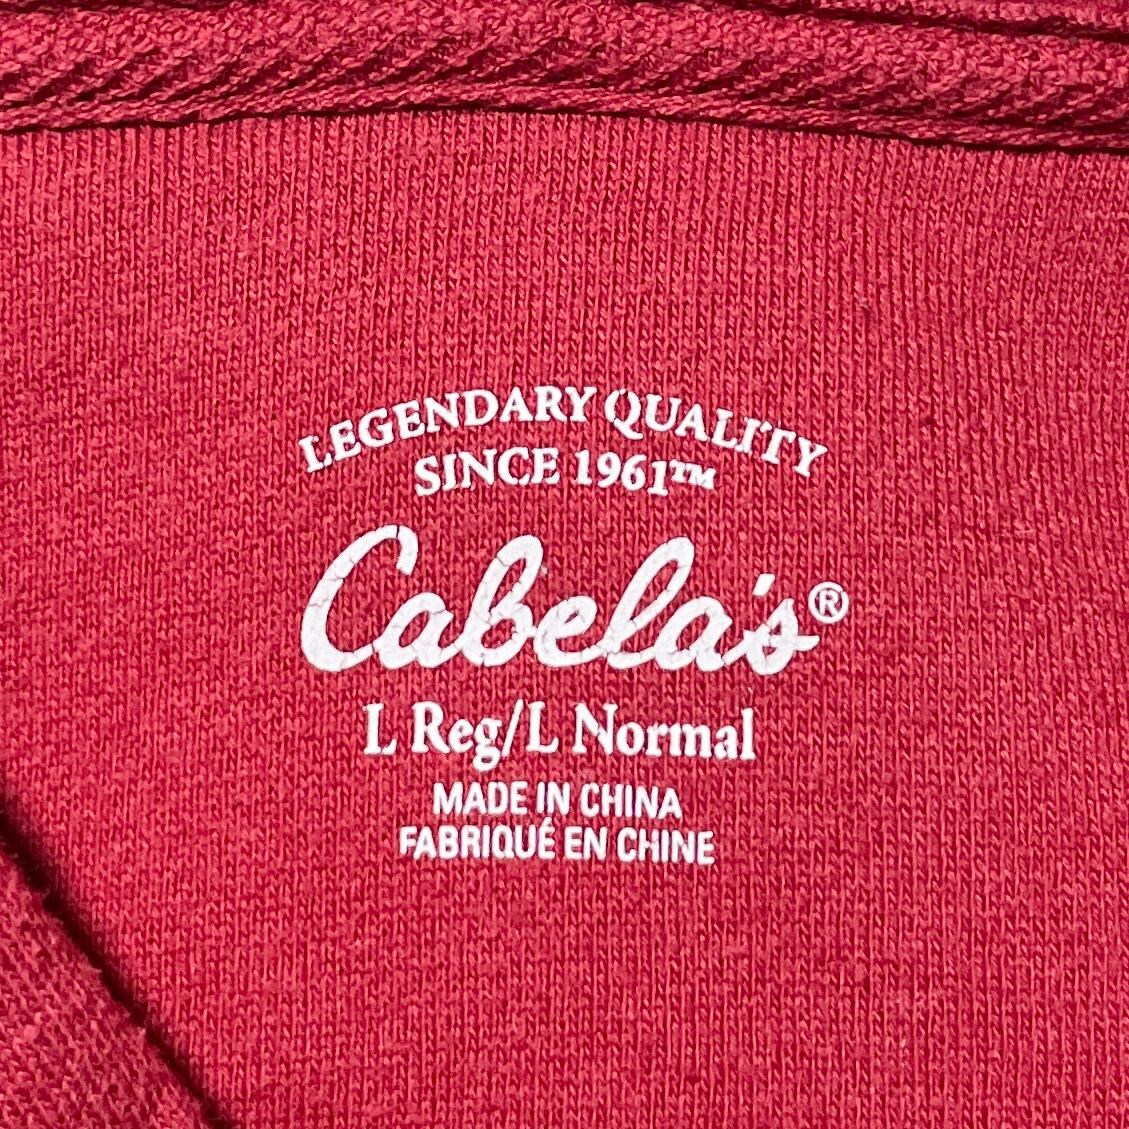 LEGENDARY QUALITY
SINCE 1961™
Cabela's®
L Reg/L Normal
MADE IN CHINA
FABRIQUÉ EN CHINE